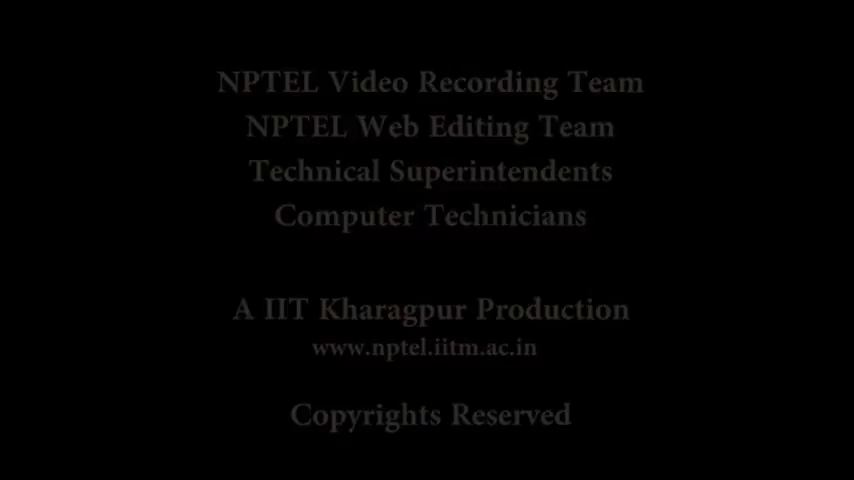 NPTEL Video Recording Team
NPTEL Web Editing Team
Technical Superintendents
Computer Technicians
A IIT Kharagpur Production
www.nptel.iitm.ac.in
Copyrights Reserved